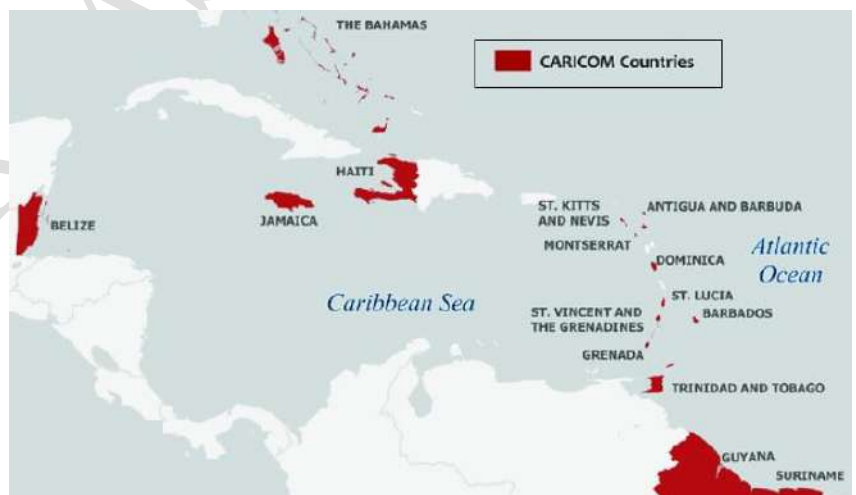 THE BAHAMAS
CARICOM Countries
HAITI
BELIZE
JAMAICA
ST. KITTS
AND NEVIS
ANTIGUA AND BARBUDA
MONTSERRAT
Atlantic
Ocean
DOMINICA
Caribbean Sea
ST. LUCIA
ST. VINCENT AND
THE GRENADINES
BARBADOS
GRENADA
TRINIDAD AND TOBAGO
GUYANA
SURINAME